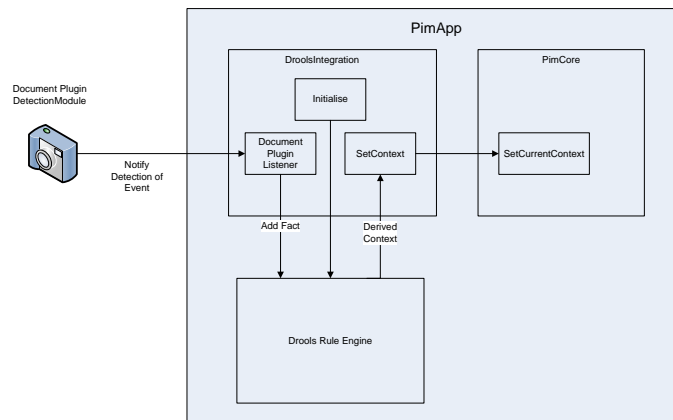 PimApp
DroolsIntegration
PimCore
Document Plugin
DetectionModule
Initialise
Document
Plugin
Listener
SetContext
SetCurrentContext
Notify
Detection of
Event
Add Fact
Derived
Context
Drools Rule Engine